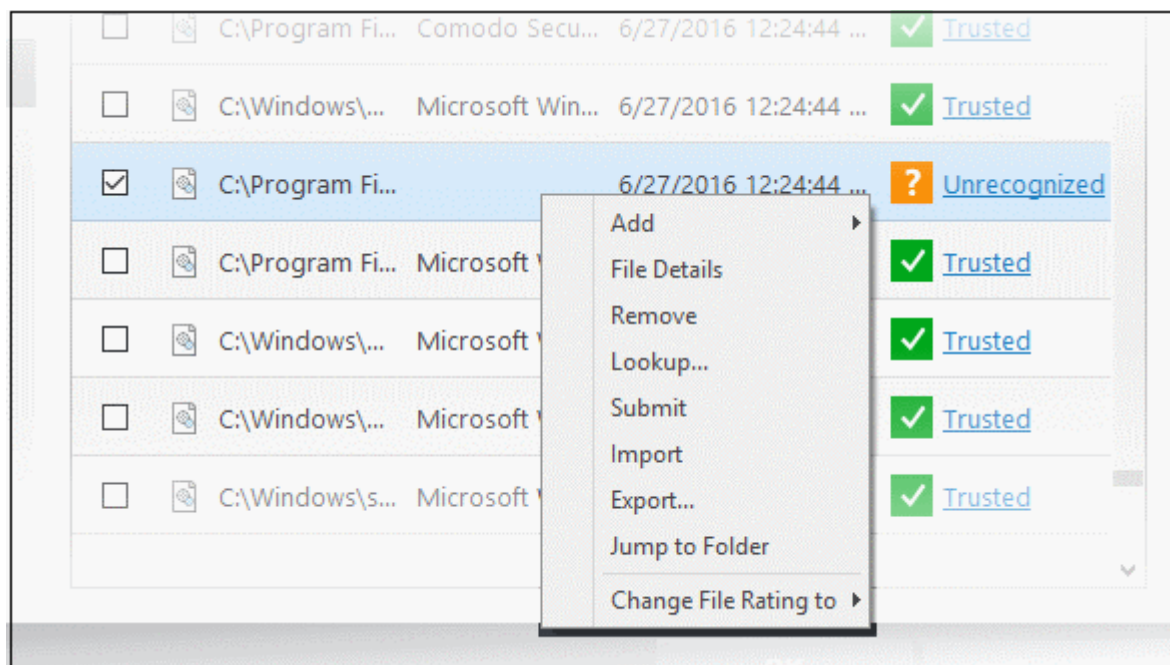 C:\Program Fi... Comodo Secu... 6/27/2016 12:24:44 ... Trusted
C:\Windows\... Microsoft Win... 6/27/2016 12:24:44 ... Trusted
C:\Program Fi... 6/27/2016 12:24:44 ... ? Unrecognized
Add
C:\Program Fi... Microsoft Trusted
File Details
Remove
C:\Windows\... Microsoft Trusted
Lookup...
Submit
C:\Windows\... Microsoft Trusted
Import
Export...
C:\Windows\s... Microsoft Trusted
Jump to Folder
Change File Rating to